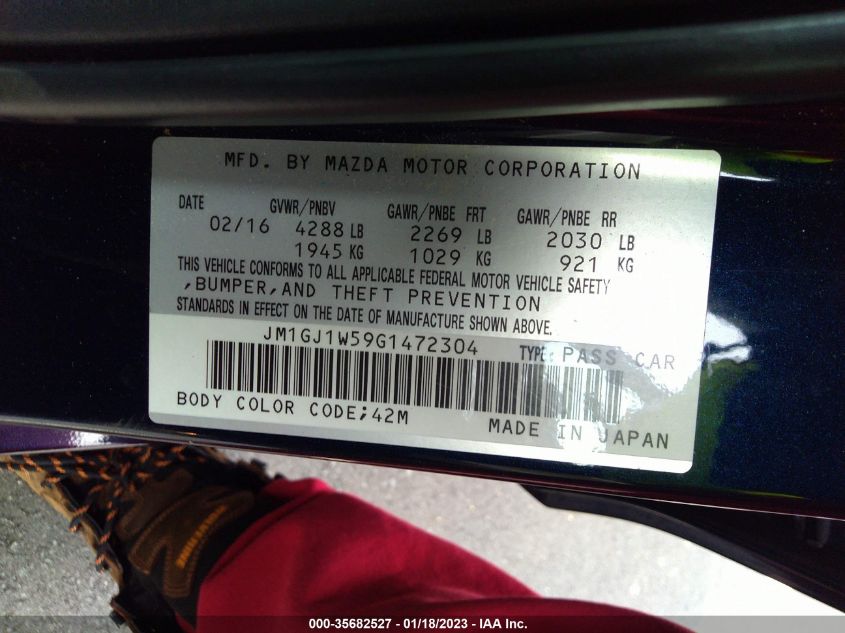 MFD. BY MAZDA MOTOR CORPORATION
DATE GVWR/PNBV GAWR/PNBE FRT GAWR/PNBE RR
02/16 4288 LB 2269 LB 2030 LB
1945 KG 1029 KG 921 KG
THIS VEHICLE CONFORMS TO ALL APPLICABLE FEDERAL MOTOR VEHICLE SAFETY
,BUMPER,AND THEFT PREVENTION
STANDARDS IN EFFECT ON THE DATE OF MANUFACTURE SHOWN ABOVE.
JM1GJ1W59G1472304 TYPE: PASS CAR
BODY COLOR CODE;42M
MADE IN JAPAN
000-35682527 - 01/18/2023 - IAA Inc.